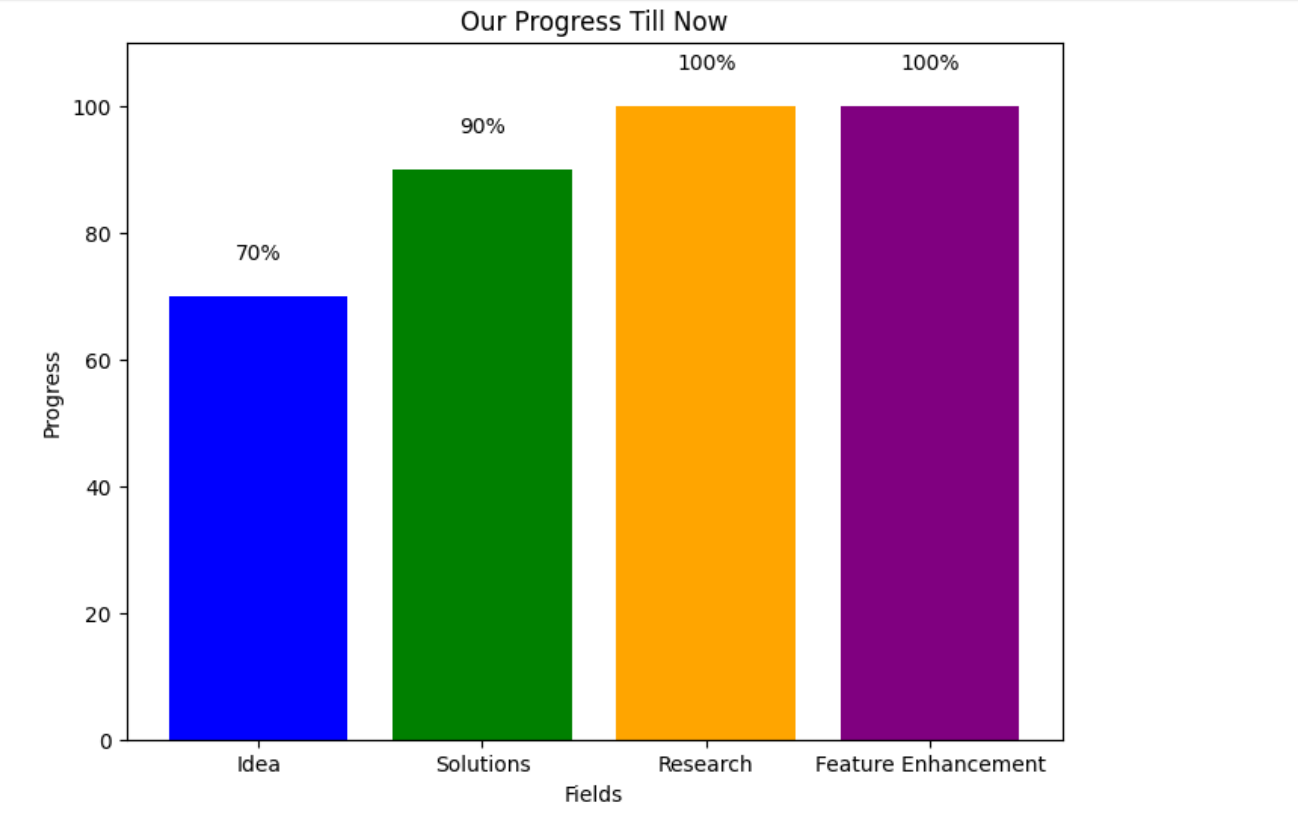 Our Progress Till Now
100%
100%
100
90%
80
70%
60
Progress
40
20
0
Idea
Solutions
Research
Feature Enhancement
Fields